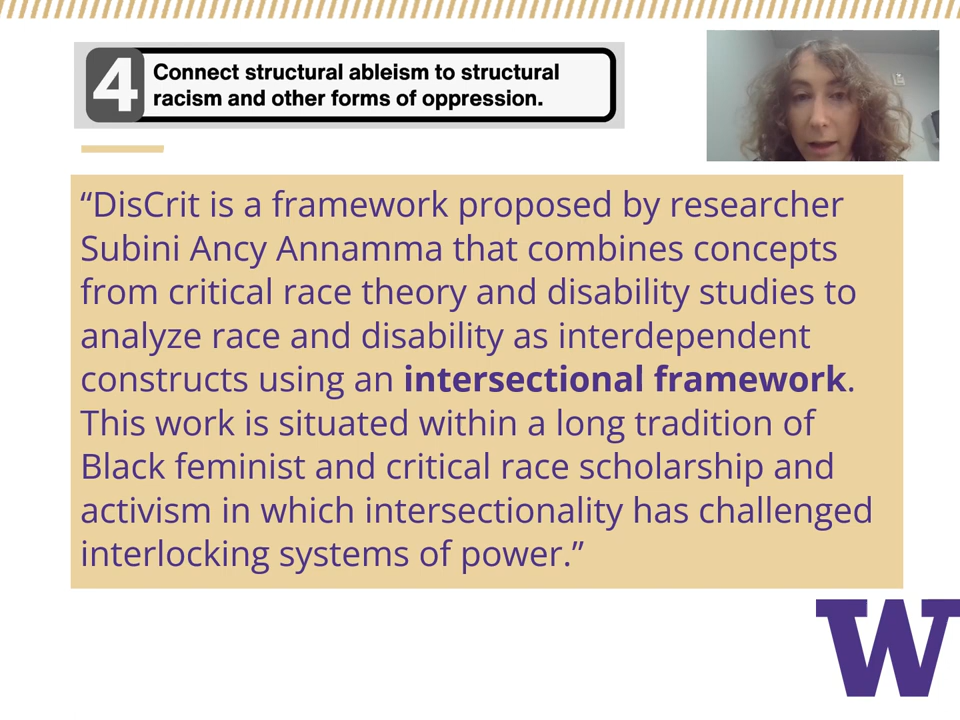 4
Connect structural ableism to structural
racism and other forms of oppression.
“DisCrit is a framework proposed by researcher
Subini Ancy Annamma that combines concepts
from critical race theory and disability studies to
analyze race and disability as interdependent
constructs using an intersectional framework.
This work is situated within a long tradition of
Black feminist and critical race scholarship and
activism in which intersectionality has challenged
interlocking systems of power.”
W